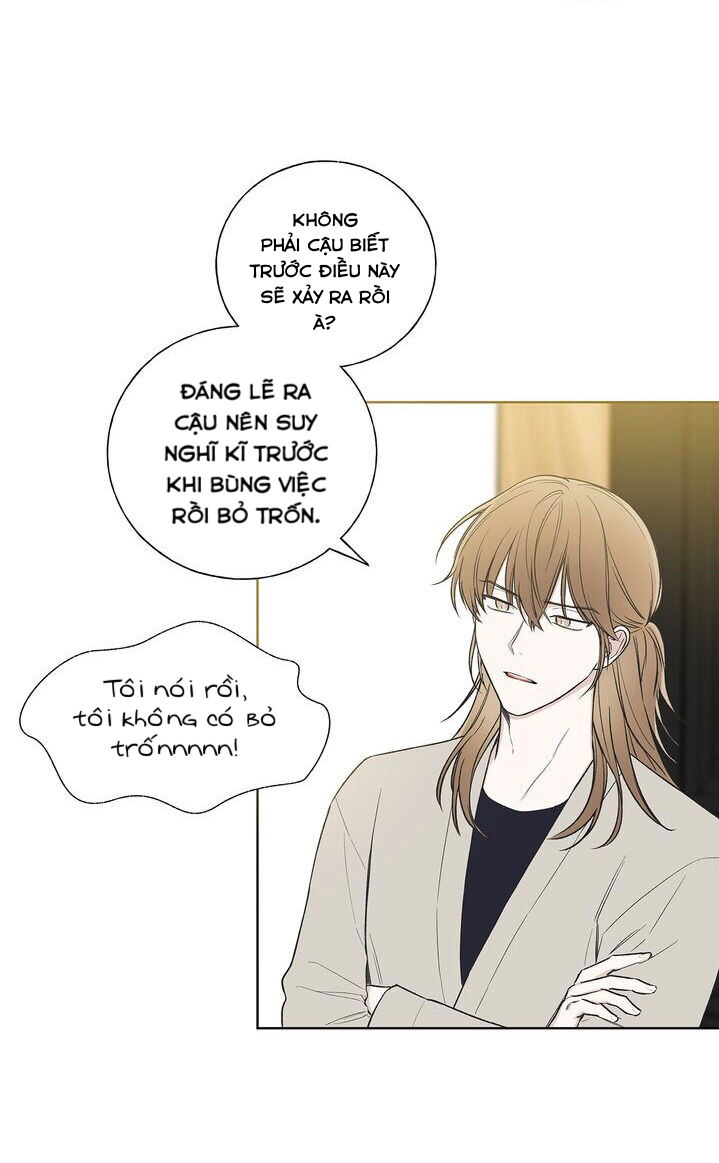 KHÔNG
PHẢI CẬU BIẾT
TRƯỚC ĐIỀU NÀY
SẼ XẢY RA RỒI
À?
ĐÁNG LẼ RA
CẬU NÊN SUY
NGHĨ KĨ TRƯỚC
KHI BÙNG VIỆC
RỒI BỎ TRỐN.
Tôi nói rồi,
tôi không có bỏ
trốnnnnn!